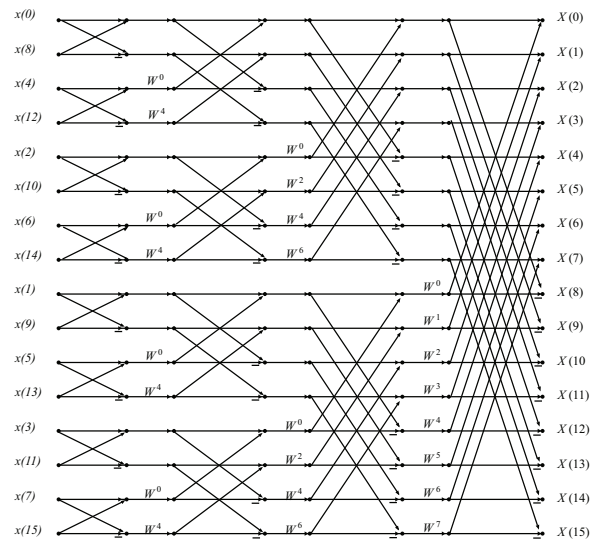 x(0) X(0)
x(8) X(1)
x(4) W^0 X(2)
x(12) W^4 X(3)
x(2) W^0 X(4)
x(10) W^2 X(5)
x(6) W^0 W^4 X(6)
x(14) W^4 W^6 X(7)
x(1) W^0 X(8)
x(9) W^1 X(9)
x(5) W^0 W^2 X(10
x(13) W^4 W^3 X(11)
x(3) W^0 W^4 X(12)
x(11) W^2 W^5 X(13)
x(7) W^0 W^4 W^6 X(14)
x(15) W^4 W^6 W^7 X(15)